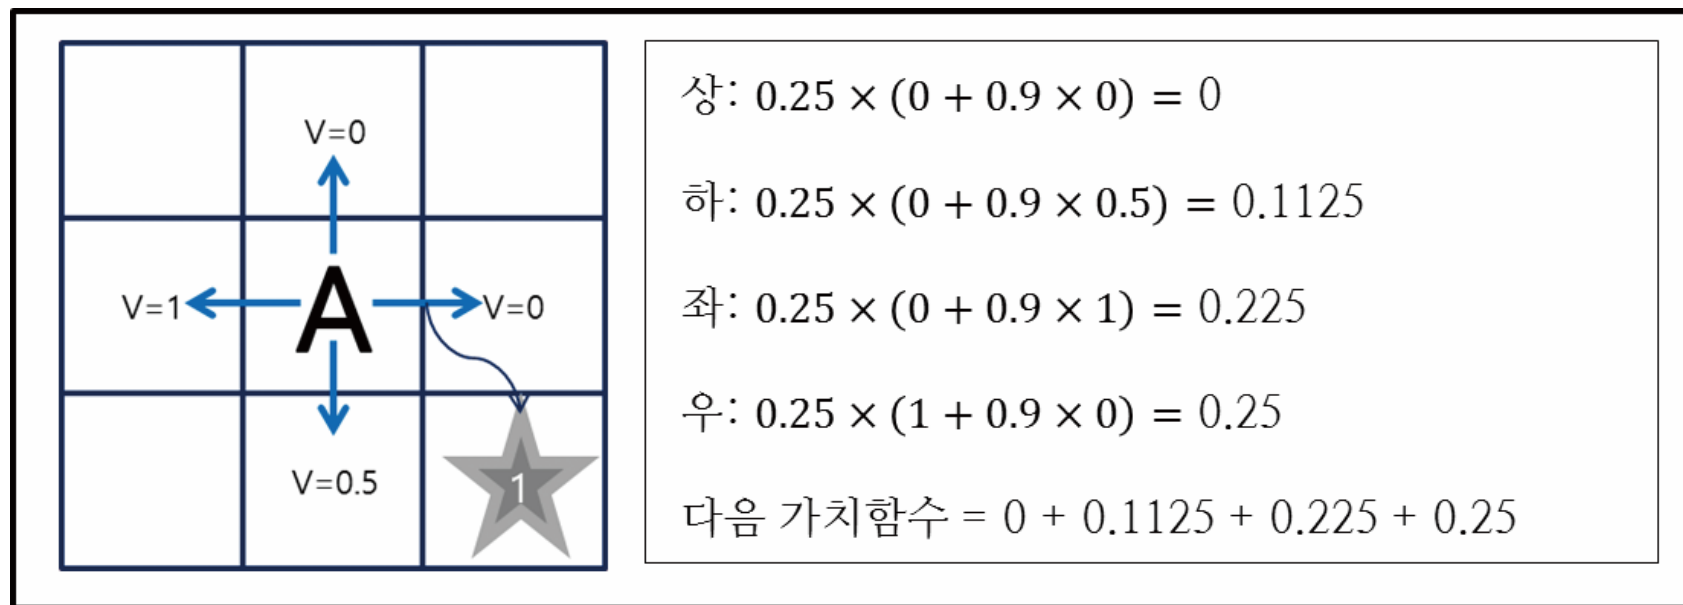 V=0
V=1
A
V=0
V=0.5
1
상: 0.25 × (0 + 0.9 × 0) = 0
하: 0.25 × (0 + 0.9 × 0.5) = 0.1125
좌: 0.25 × (0 + 0.9 × 1) = 0.225
우: 0.25 × (1 + 0.9 × 0) = 0.25
다음 가치함수 = 0 + 0.1125 + 0.225 + 0.25